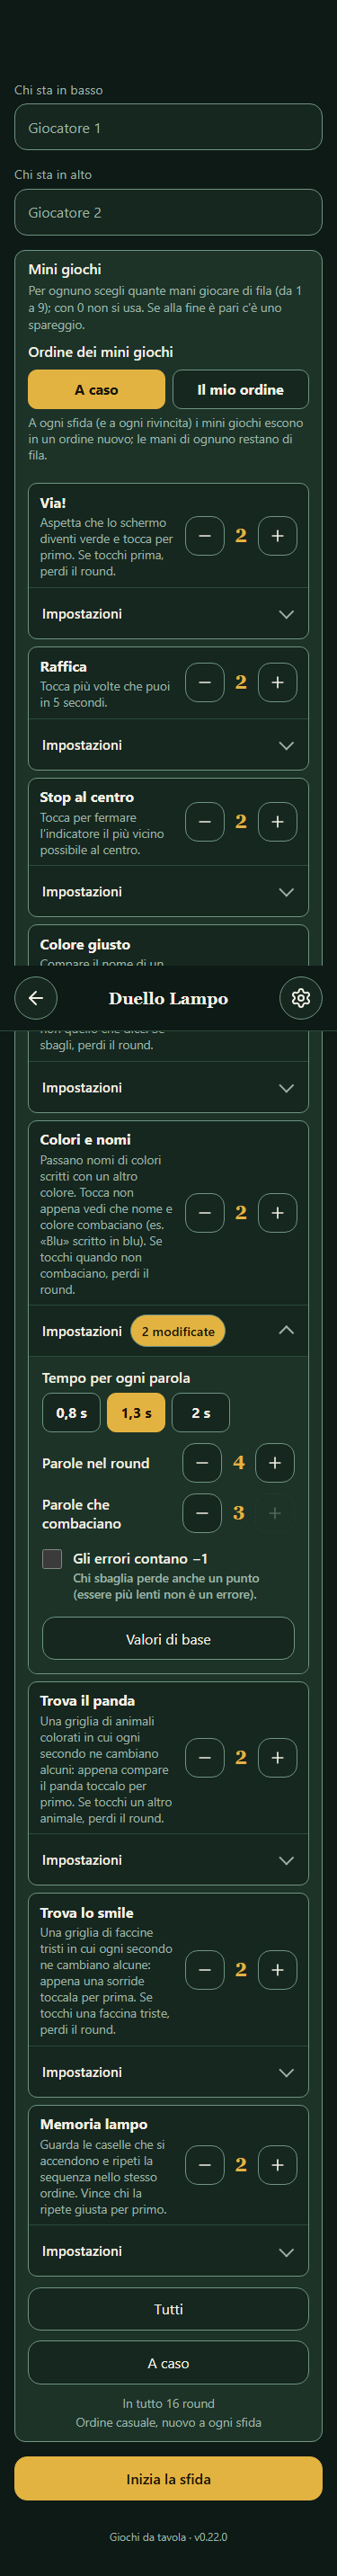 Chi sta in basso
Giocatore 1
Chi sta in alto
Giocatore 2
Mini giochi
Per ognuno scegli quante mani giocare di fila (da 1
a 9); con 0 non si usa. Se alla fine è pari c'è uno
spareggio.
Ordine dei mini giochi
A caso
Il mio ordine
A ogni sfida (e a ogni rivincita) i mini giochi escono
in un ordine nuovo; le mani di ognuno restano di
fila.
Via!
Aspetta che lo schermo
diventi verde e tocca per
primo. Se tocchi prima,
perdi il round.
− 2 +
Impostazioni
Raffica
Tocca più volte che puoi
in 5 secondi.
− 2 +
Impostazioni
Stop al centro
Tocca per fermare
l'indicatore il più vicino
possibile al centro.
− 2 +
Impostazioni
Colore giusto
Compare il nome di un
Duello Lampo
non quello che dice. Se
sbagli, perdi il round.
Impostazioni
Colori e nomi
Passano nomi di colori
scritti con un altro
colore. Tocca non
appena vedi che nome e
colore combaciano (es.
«Blu» scritto in blu). Se
tocchi quando non
combaciano, perdi il
round.
− 2 +
Impostazioni 2 modificate
Tempo per ogni parola
0,8 s
1,3 s
2 s
Parole nel round
− 4 +
Parole che
combaciano
− 3 +
Gli errori contano −1
Chi sbaglia perde anche un punto
(essere più lenti non è un errore).
Valori di base
Trova il panda
Una griglia di animali
colorati in cui ogni
secondo ne cambiano
alcuni: appena compare
il panda toccalo per
primo. Se tocchi un altro
animale, perdi il round.
− 2 +
Impostazioni
Trova lo smile
Una griglia di faccine
tristi in cui ogni secondo
ne cambiano alcune:
appena una sorride
toccala per prima. Se
tocchi una faccina triste,
perdi il round.
− 2 +
Impostazioni
Memoria lampo
Guarda le caselle che si
accendono e ripeti la
sequenza nello stesso
ordine. Vince chi la
ripete giusta per primo.
− 2 +
Impostazioni
Tutti
A caso
In tutto 16 round
Ordine casuale, nuovo a ogni sfida
Inizia la sfida
Giochi da tavola · v0.22.0